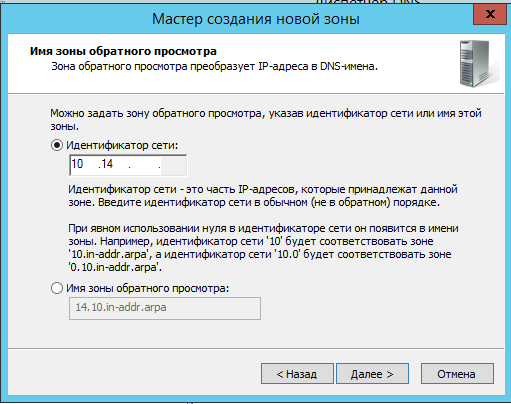 Диспетчер DNS
Мастер создания новой зоны
x
Имя зоны обратного просмотра
Зона обратного просмотра преобразует IP-адреса в DNS-имена.
Можно задать зону обратного просмотра, указав идентификатор сети или имя этой
зоны.
Идентификатор сети:
10 .14 . .
Идентификатор сети - это часть IP-адресов, которые принадлежат данной
зоне. Введите идентификатор сети в обычном (не в обратном) порядке.
При явном использовании нуля в идентификаторе сети он появится в имени
зоны. Например, идентификатор сети '10' будет соответствовать зоне
'10.in-addr.arpa', а идентификатор сети '10.0' будет соответствовать зоне
'0.10.in-addr.arpa'.
Имя зоны обратного просмотра:
14.10.in-addr.arpa
< Назад
Далее >
Отмена